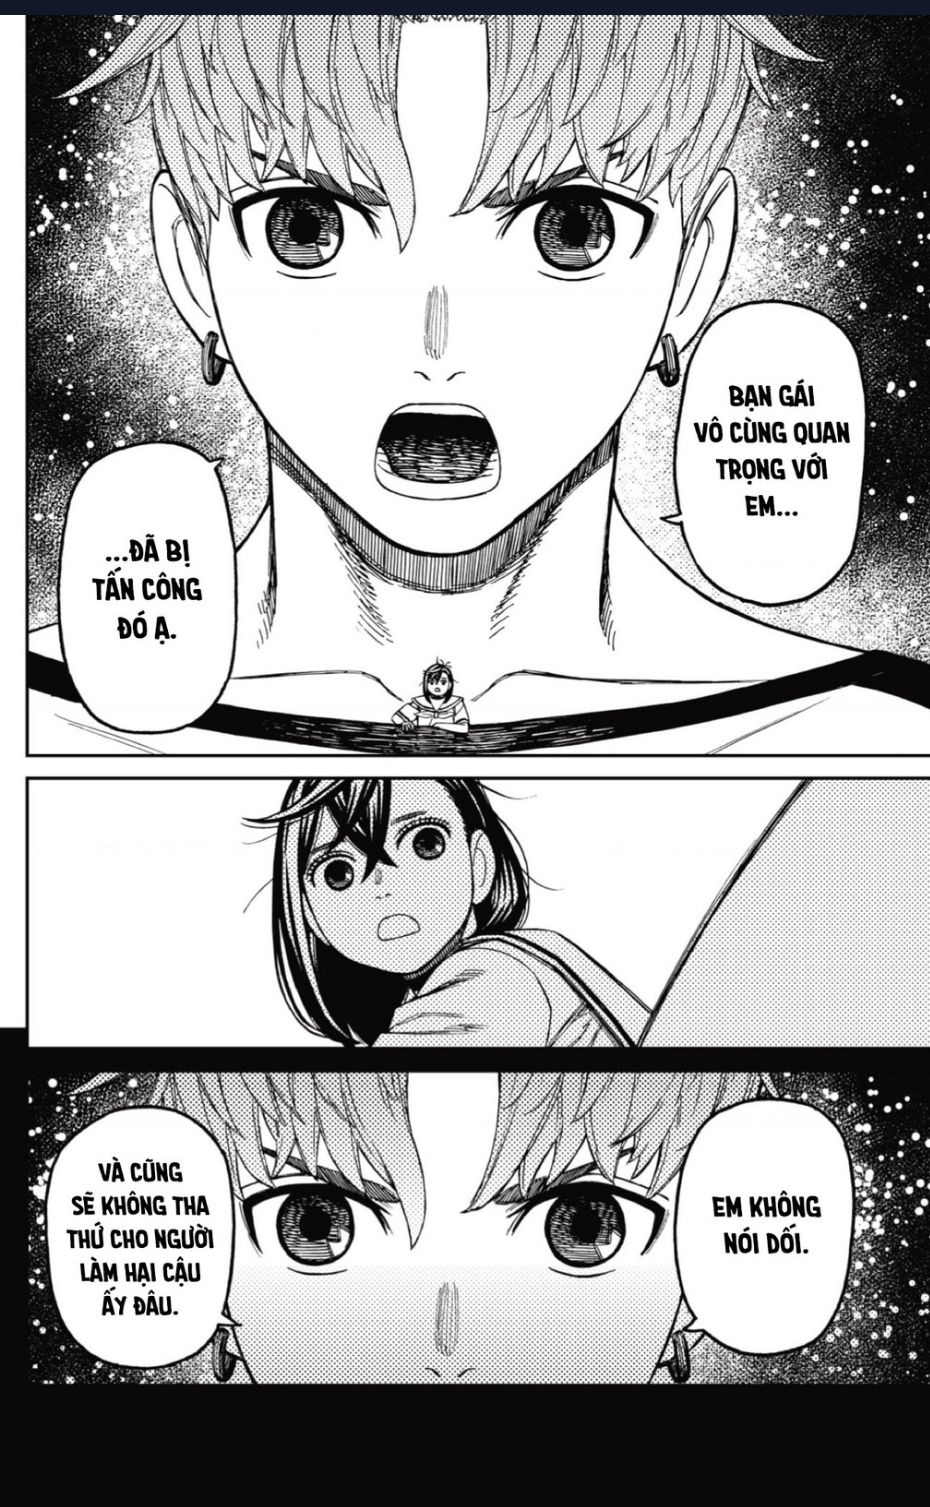 BẠN GÁI
VÔ CÙNG QUAN
TRỌNG VỚI
EM...
...ĐÃ BỊ
TẤN CÔNG
ĐÓ Ạ.
EM KHÔNG
NÓI DỐI.
VÀ CŨNG
SẼ KHÔNG THA
THỨ CHO NGƯỜI
LÀM HẠI CẬU
ẤY ĐÂU.